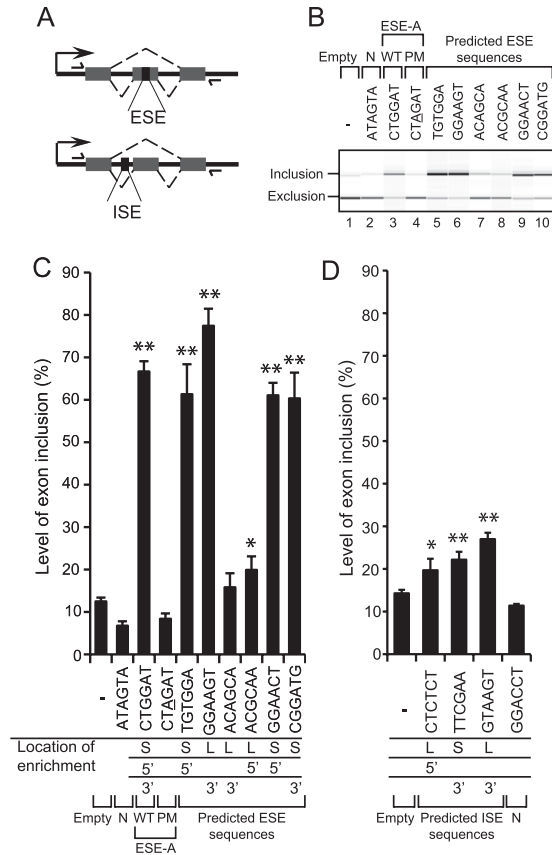 A
ESE
ISE
B
ESE-A
Empty N WT PM Predicted ESE sequences
- ATAGTA CTGGAT CTAGAT TGTGGA GGAAGT ACAGCA ACGCAA GGAACT CGGATG
Inclusion
Exclusion
1 2 3 4 5 6 7 8 9 10
C
Level of exon inclusion (%)
90
80
70
60
50
40
30
20
10
0
** ** ** * ** **
- ATAGTA CTGGAT CTAGAT TGTGGA GGAAGT ACAGCA ACGCAA GGAACT CGGATG
Location of enrichment
S S L L L S S
5' 5' 5' 5'
3' 3' 3' 3'
Empty N WT PM Predicted ESE sequences
ESE-A
D
Level of exon inclusion (%)
90
80
70
60
50
40
30
20
10
0
* ** **
- CTCTCT TTCGAA GTAAGT GGACCT
L S L
5'
3' 3'
Empty Predicted ISE sequences N